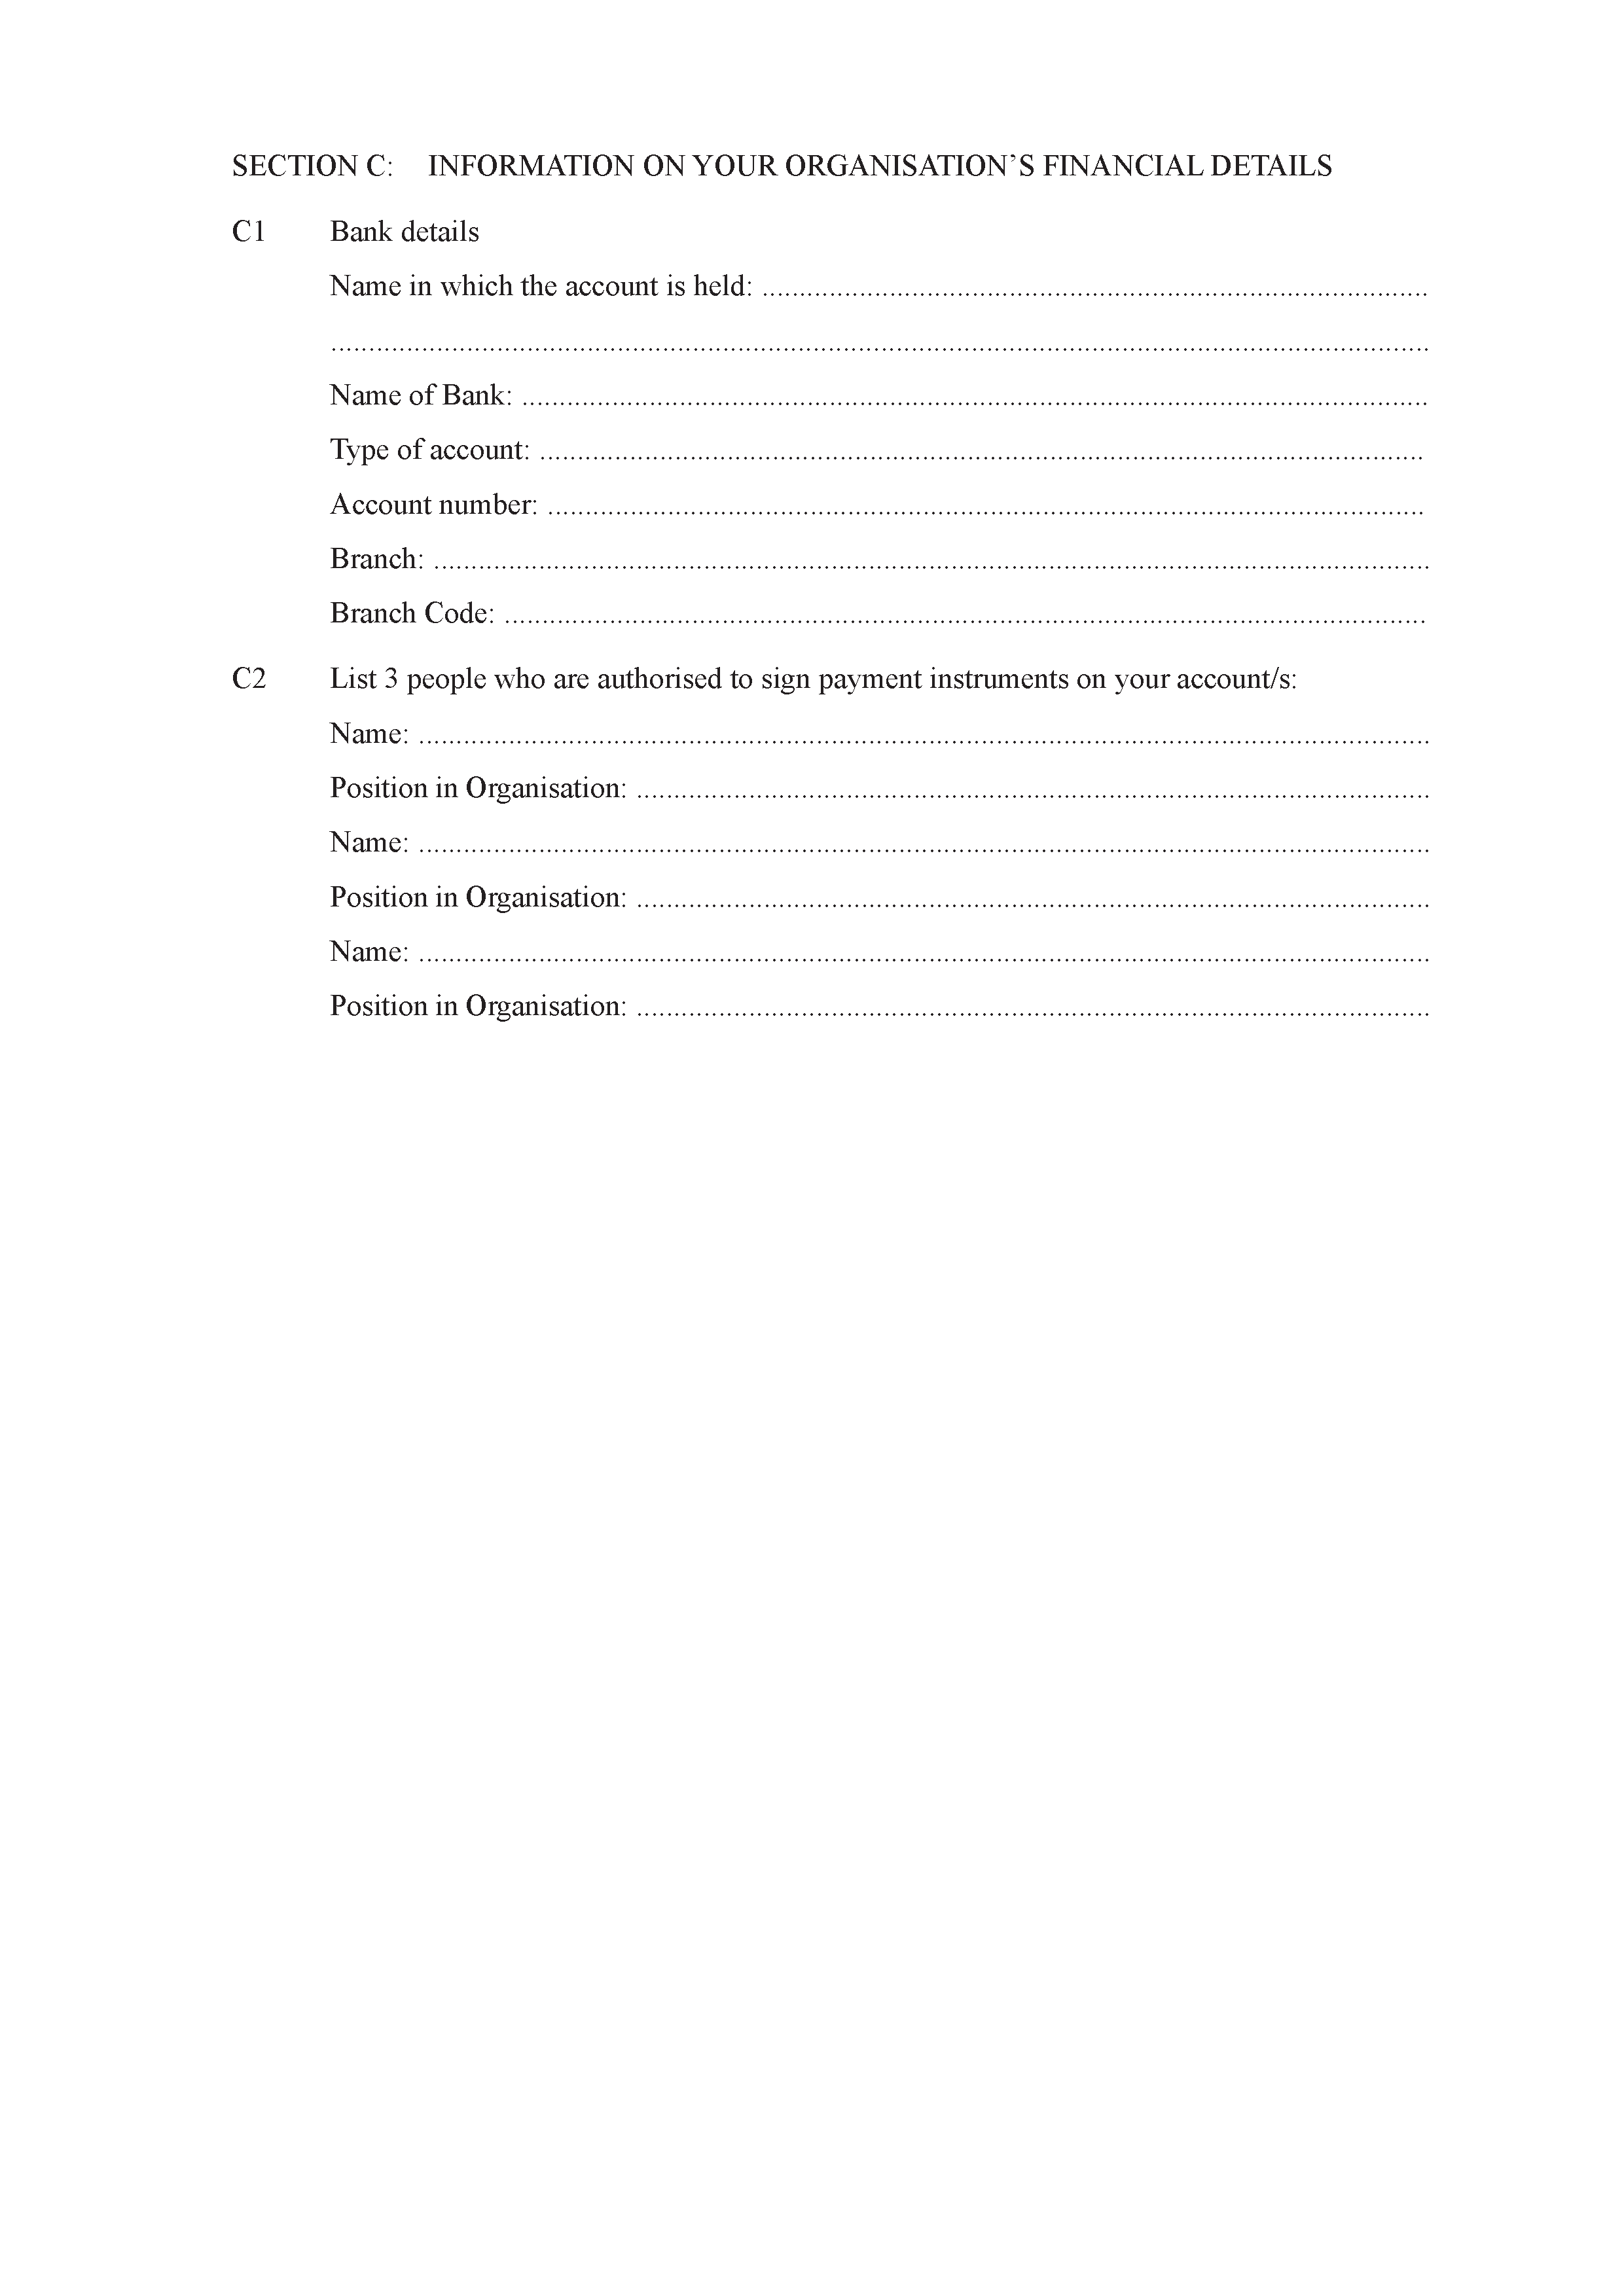 SECTION C: INFORMATION ON YOUR ORGANISATION’S FINANCIAL DETAILS
C1 Bank details
Name in which the account is held: .........................................................................................
...................................................................................................................................................
Name of Bank: .........................................................................................................................
Type of account: ......................................................................................................................
Account number: .....................................................................................................................
Branch: .....................................................................................................................................
Branch Code: ...........................................................................................................................
C2 List 3 people who are authorised to sign payment instruments on your account/s:
Name: .......................................................................................................................................
Position in Organisation: ..........................................................................................................
Name: .......................................................................................................................................
Position in Organisation: ..........................................................................................................
Name: .......................................................................................................................................
Position in Organisation: ..........................................................................................................